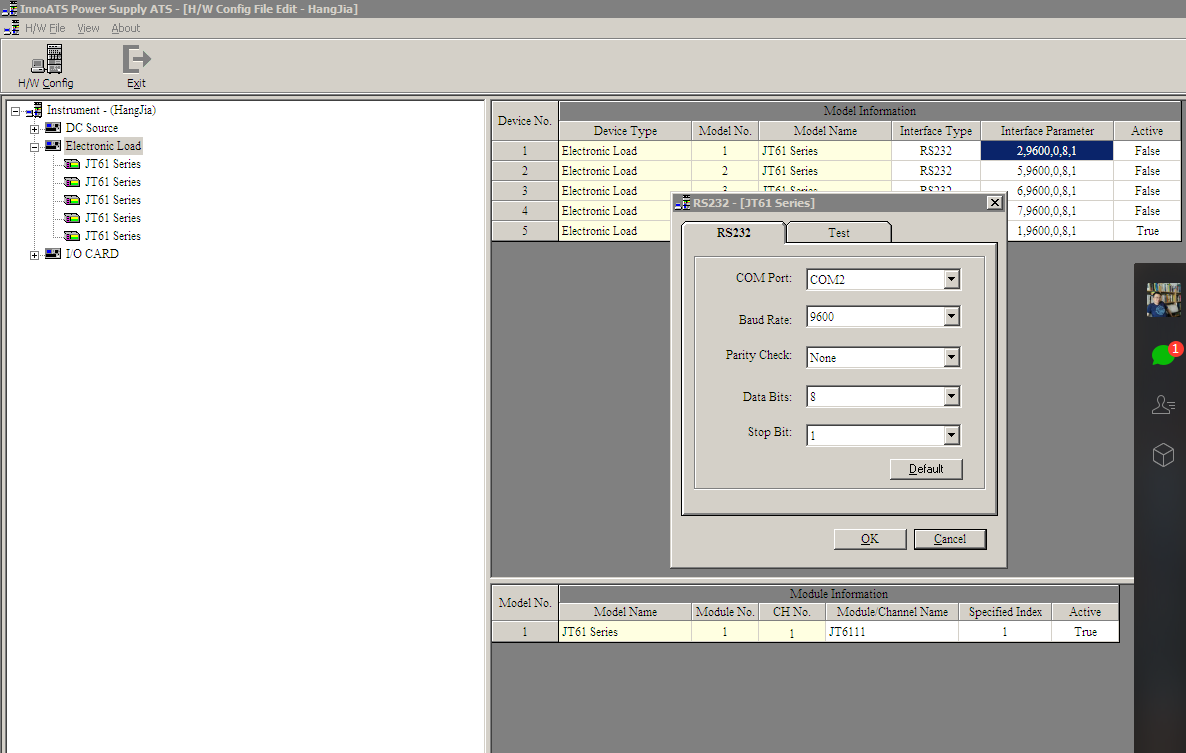 InnoATS Power Supply ATS - [H/W Config File Edit - HangJia]
H/W File View About
H/W Config Exit
Instrument - (HangJia)
DC Source
Electronic Load
JT61 Series
JT61 Series
JT61 Series
JT61 Series
JT61 Series
I/O CARD
Device No. Model Information
Device Type Model No. Model Name Interface Type Interface Parameter Active
1 Electronic Load 1 JT61 Series RS232 2,9600,0,8,1 False
2 Electronic Load 2 JT61 Series RS232 5,9600,0,8,1 False
3 Electronic Load 3 JT61 Series RS232 6,9600,0,8,1 False
4 Electronic Load 7,9600,0,8,1 False
5 Electronic Load 1,9600,0,8,1 True
RS232 - [JT61 Series]
RS232 Test
COM Port: COM2
Baud Rate: 9600
Parity Check: None
Data Bits: 8
Stop Bit: 1
Default
OK Cancel
1
Model No. Module Information
Model Name Module No. CH No. Module/Channel Name Specified Index Active
1 JT61 Series 1 1 JT6111 1 True